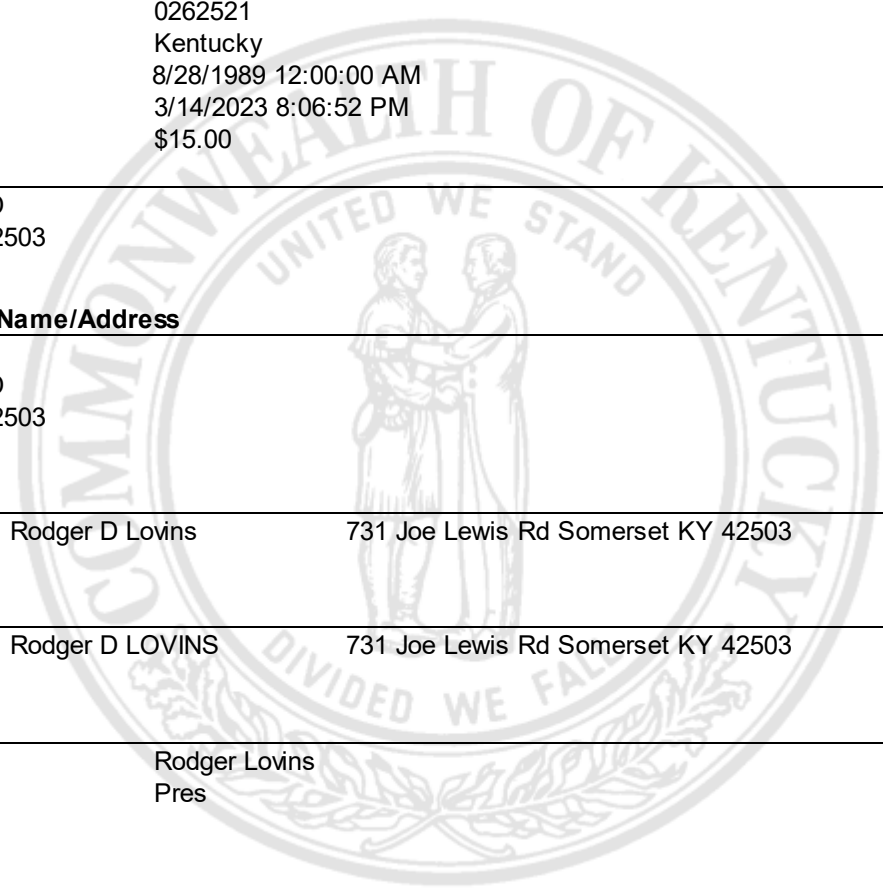 0262521
Kentucky
8/28/1989 12:00:00 AM
3/14/2023 8:06:52 PM
$15.00
2503
Name/Address
2503
Rodger D Lovins 731 Joe Lewis Rd Somerset KY 42503
Rodger D LOVINS 731 Joe Lewis Rd Somerset KY 42503
Rodger Lovins
Pres
COMMONWEALTH OF KENTUCKY
UNITED WE STAND
DIVIDED WE FALL